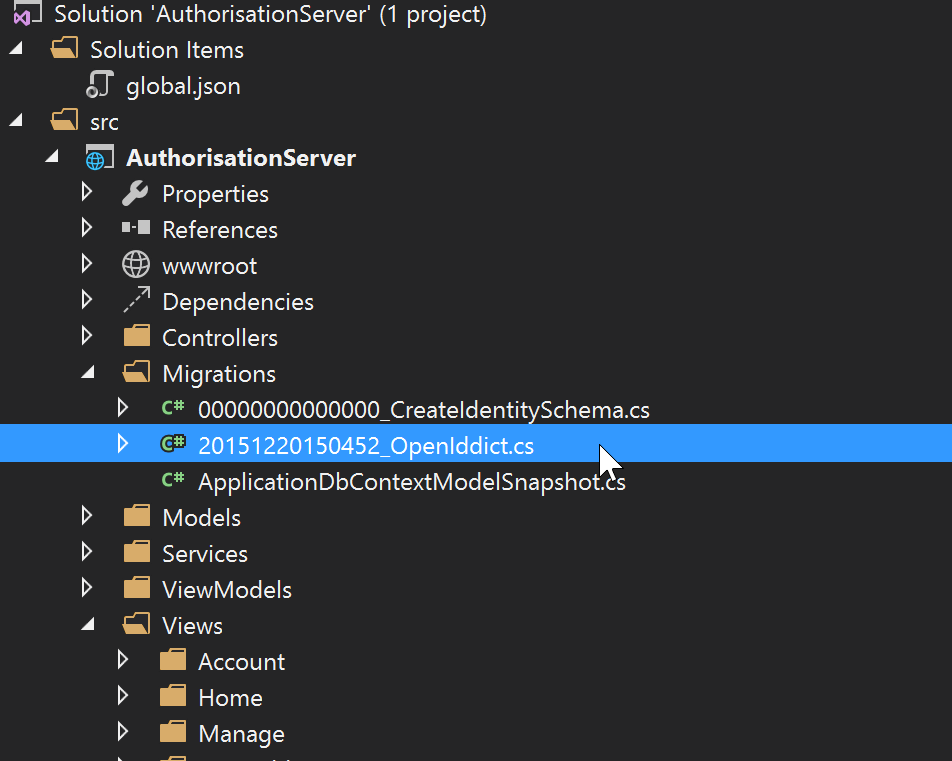 Solution 'AuthorisationServer' (1 project)
Solution Items
global.json
src
AuthorisationServer
Properties
References
wwwroot
Dependencies
Controllers
Migrations
C# 00000000000000_CreateIdentitySchema.cs
C# 20151220150452_OpenIddict.cs
C# ApplicationDbContextModelSnapshot.cs
Models
Services
ViewModels
Views
Account
Home
Manage